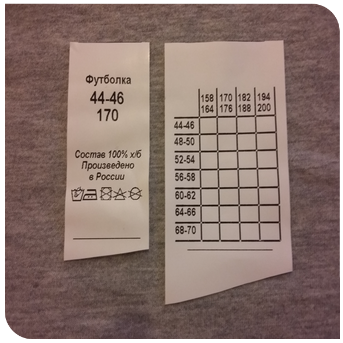 Футболка
44-46
170
Состав 100% х/б
Произведено
в России
158 170 182 194
164 176 188 200
44-46
48-50
52-54
56-58
60-62
64-66
68-70